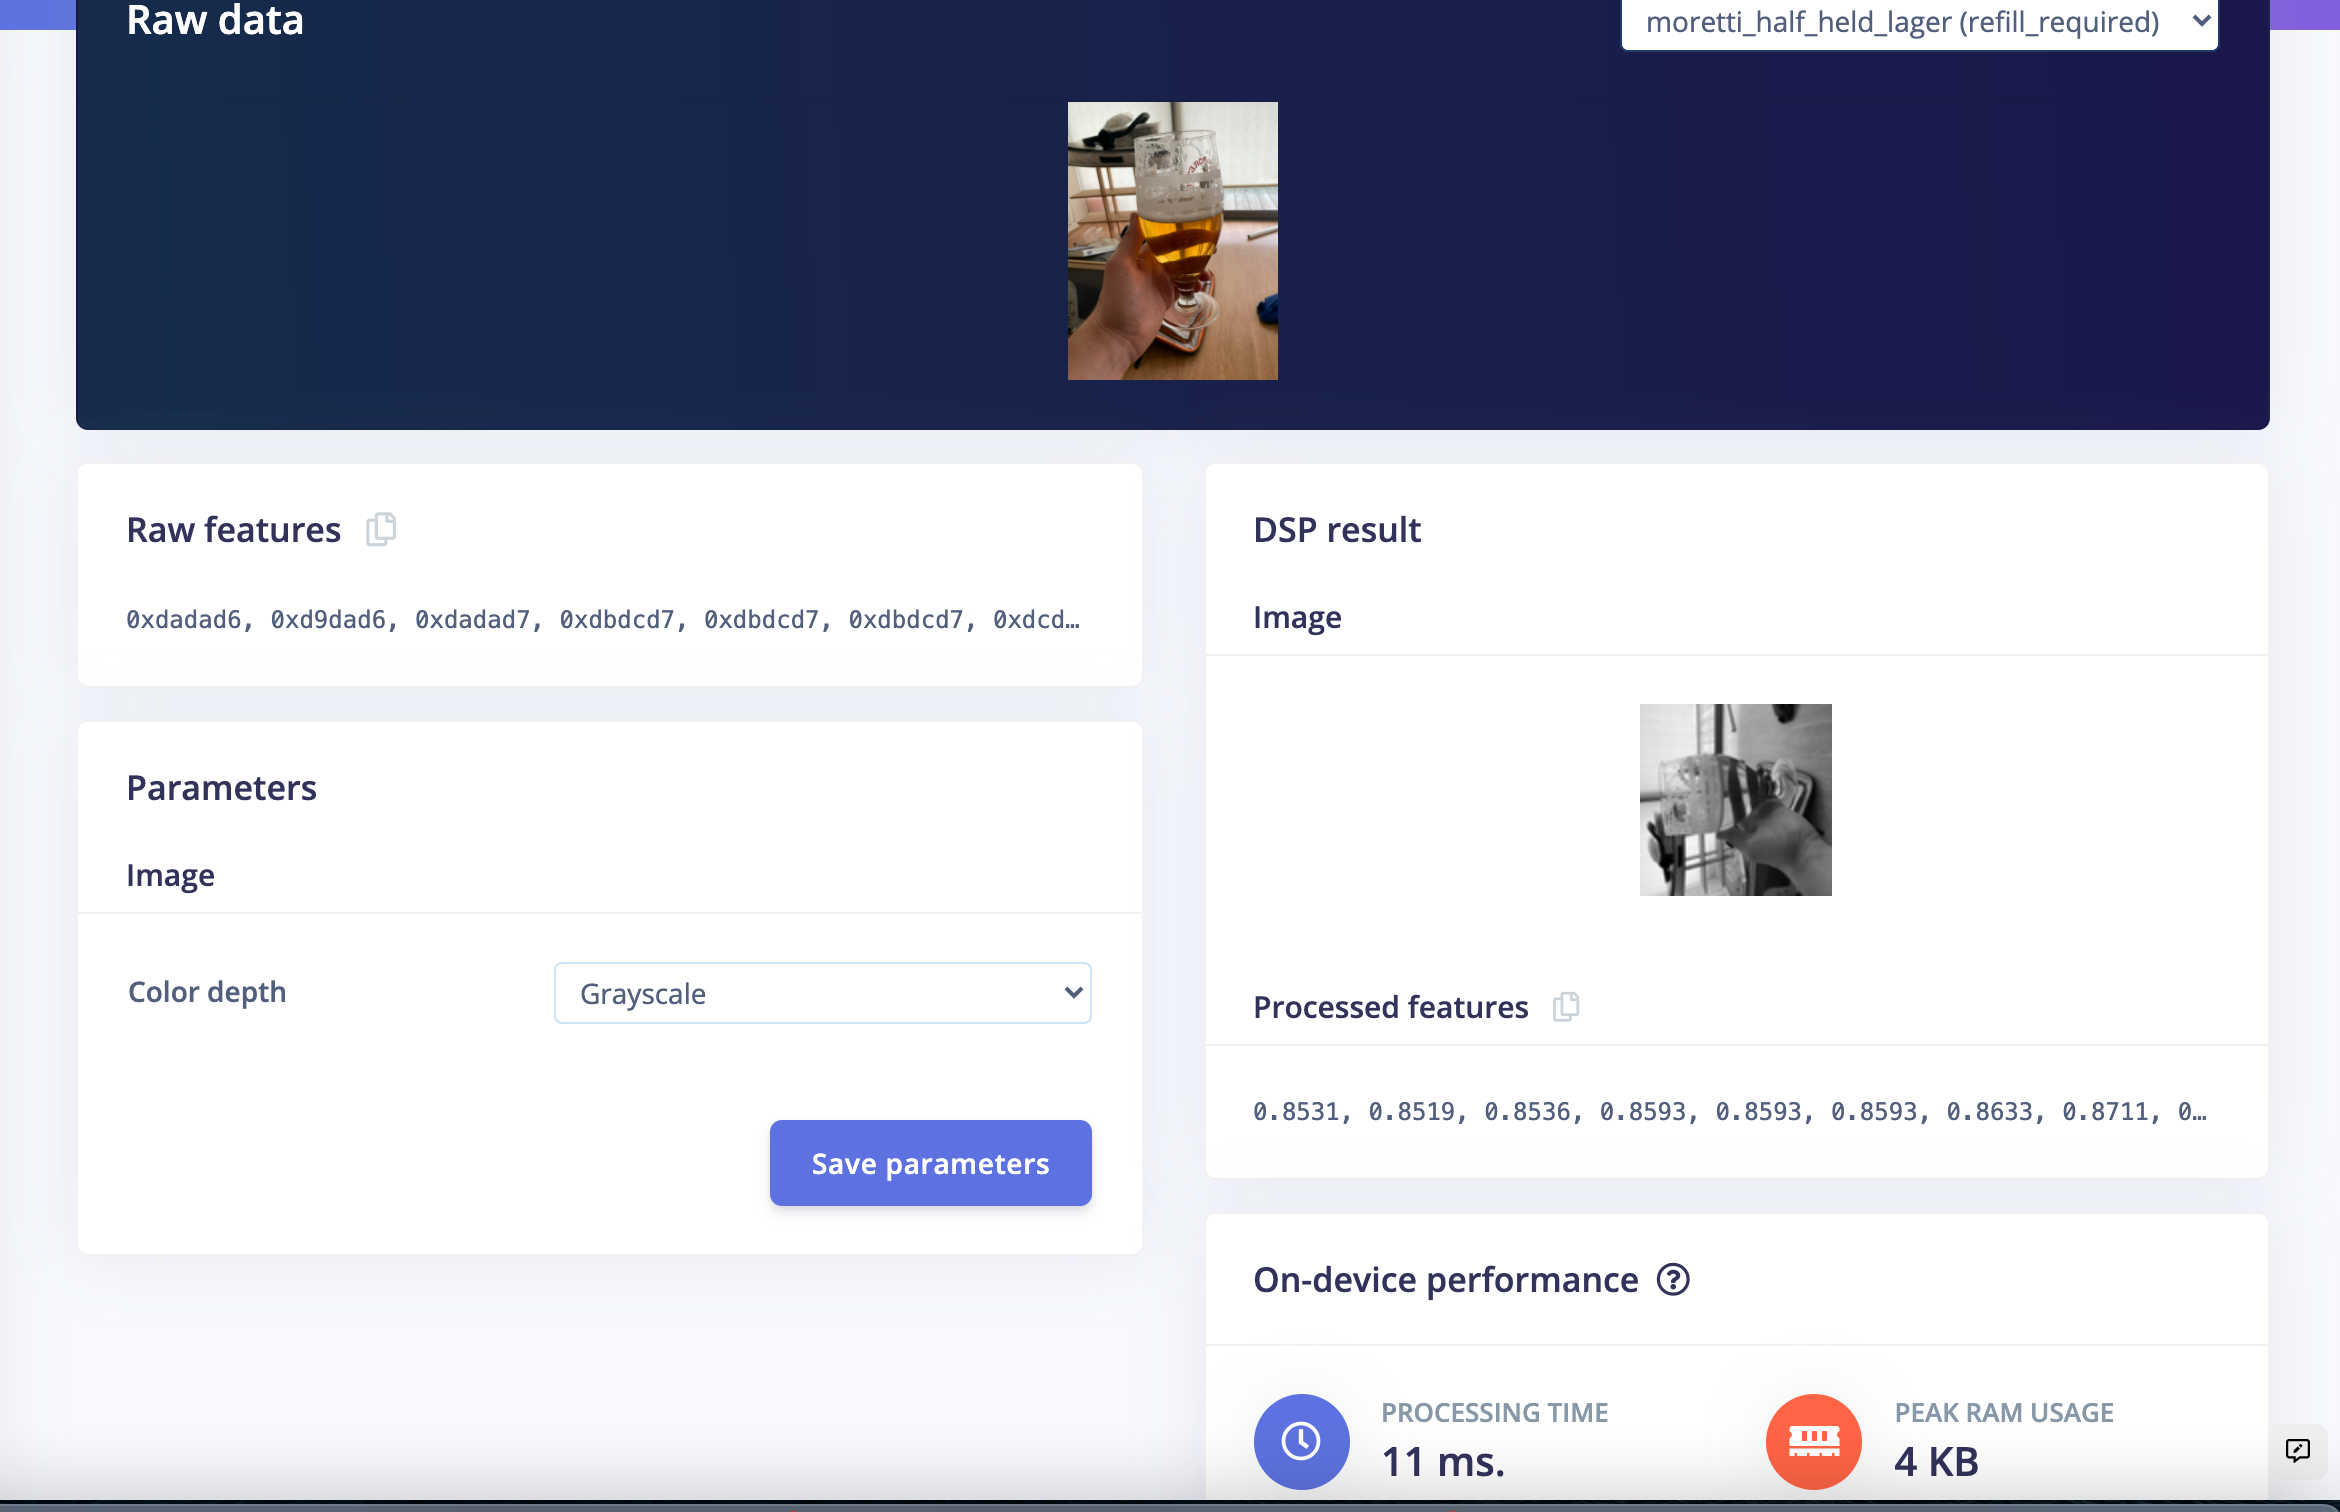 Raw data
moretti_half_held_lager (refill_required)
Raw features
0xdadad6, 0xd9dad6, 0xdadad7, 0xdbdcd7, 0xdbdcd7, 0xdbdcd7, 0xdcd…
Parameters
Image
Color depth
Grayscale
Save parameters
DSP result
Image
Processed features
0.8531, 0.8519, 0.8536, 0.8593, 0.8593, 0.8593, 0.8633, 0.8711, 0…
On-device performance
PROCESSING TIME
11 ms.
PEAK RAM USAGE
4 KB